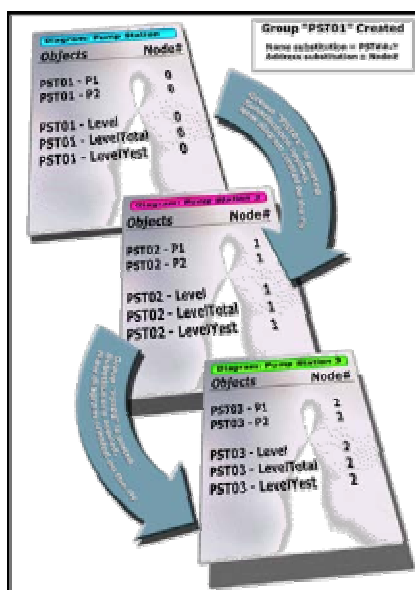 Group "PST01" Created
Name substitution = PST##:?
Address substitution = Node#
Diagram: Pump Station
Objects Node#
PST01 - P1 0
PST01 - P2 0
PST01 - Level 0
PST01 - LevelTotal 0
PST01 - LevelYest 0
Diagram: Pump Station 2
Objects Node#
PST02 - P1 1
PST02 - P2 1
PST02 - Level 1
PST02 - LevelTotal 1
PST02 - LevelYest 1
Diagram: Pump Station 3
Objects Node#
PST03 - P1 2
PST03 - P2 2
PST03 - Level 2
PST03 - LevelTotal 2
PST03 - LevelYest 2